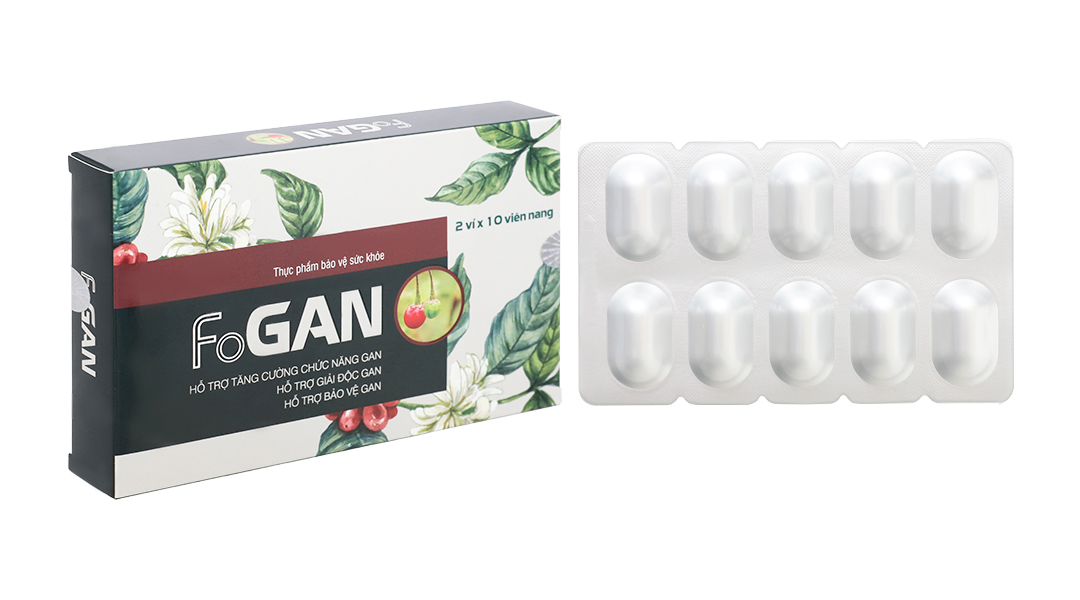 FoGAN
2 vỉ x 10 viên nang
Thực phẩm bảo vệ sức khỏe
FoGAN
HỖ TRỢ TĂNG CƯỜNG CHỨC NĂNG GAN
HỖ TRỢ GIẢI ĐỘC GAN
HỖ TRỢ BẢO VỆ GAN
FoGAN